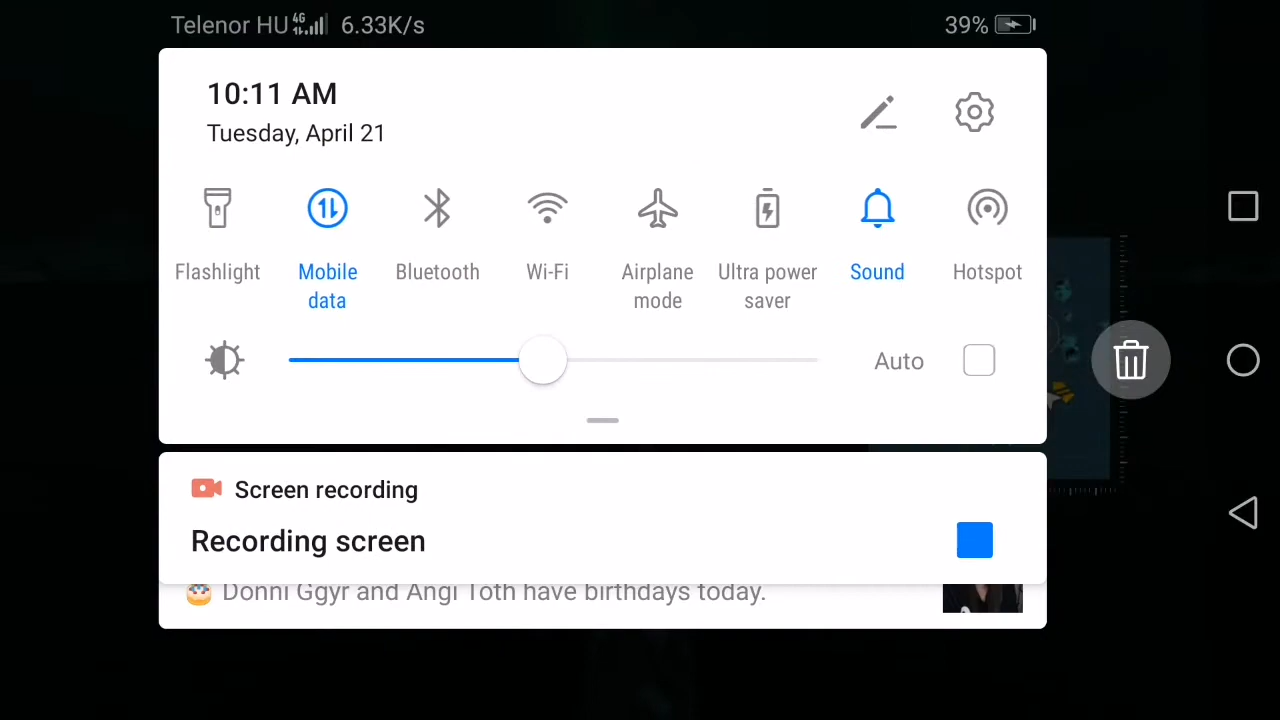 Telenor HU 4G 6.33K/s 39%
10:11 AM
Tuesday, April 21
Flashlight Mobile data Bluetooth Wi-Fi Airplane mode Ultra power saver Sound Hotspot
Auto
Screen recording
Recording screen
Donni Ggyr and Angi Toth have birthdays today.